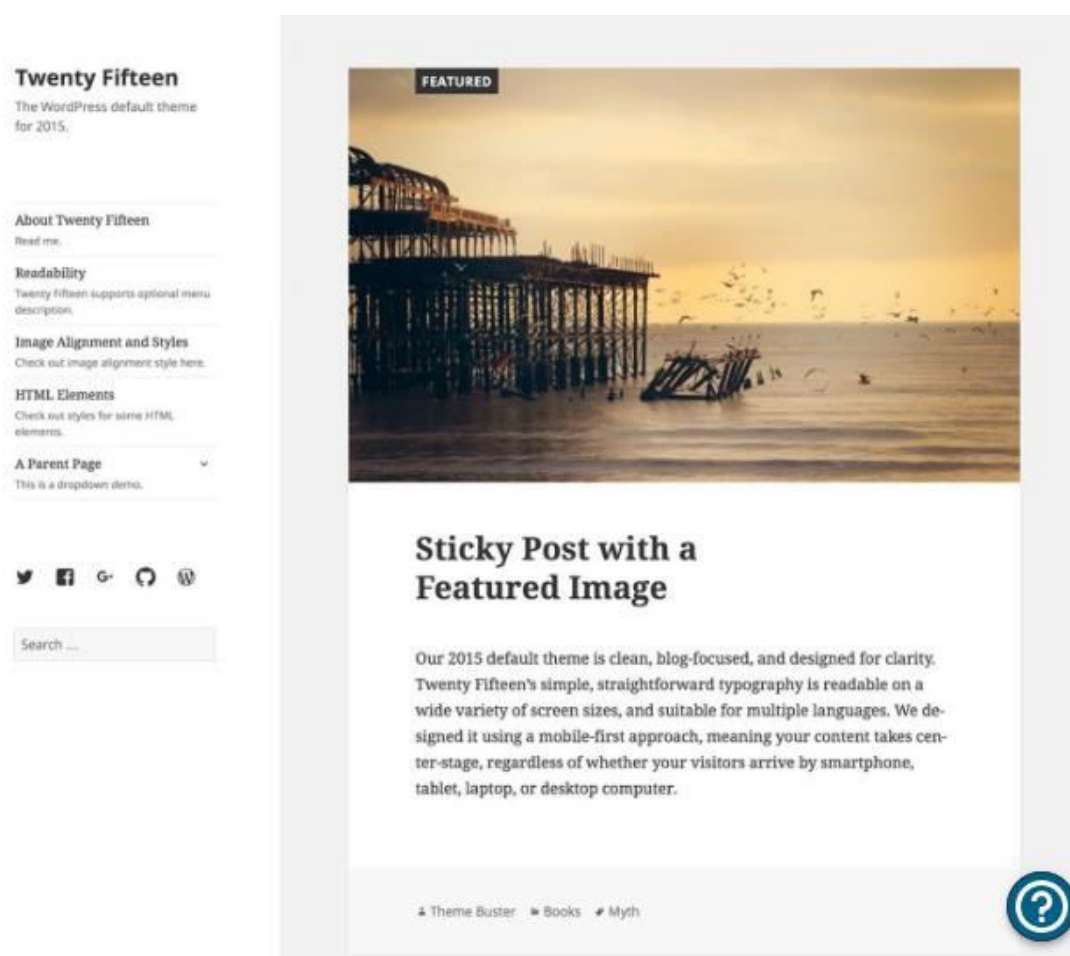 Twenty Fifteen
The WordPress default theme
for 2015.
About Twenty Fifteen
Read me.
Readability
Twenty Fifteen supports optional menu
description.
Image Alignment and Styles
Check out image alignment style here.
HTML Elements
Check out styles for some HTML
elements.
A Parent Page
This is a dropdown demo.
G+
Search ...
FEATURED
Sticky Post with a
Featured Image
Our 2015 default theme is clean, blog-focused, and designed for clarity.
Twenty Fifteen's simple, straightforward typography is readable on a
wide variety of screen sizes, and suitable for multiple languages. We de-
signed it using a mobile-first approach, meaning your content takes cen-
ter-stage, regardless of whether your visitors arrive by smartphone,
tablet, laptop, or desktop computer.
Theme Buster Books Myth
?